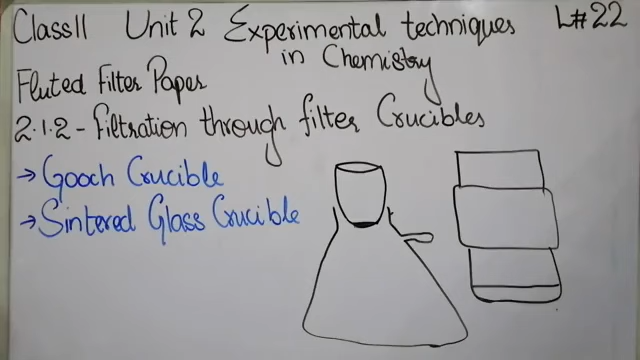 Class11 Unit 2 Experimental techniques L#22
in Chemistry
Fluted Filter Paper
2.1.2 - Filtration through filter Crucibles
→ Gooch Crucible
→ Sintered Glass Crucible